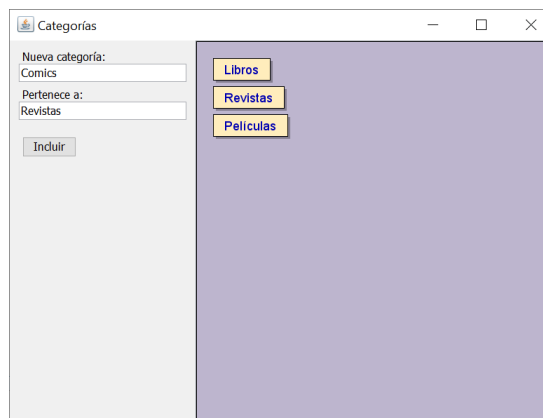 Categorías
Nueva categoría:
Comics
Pertenece a:
Revistas
Incluir
Libros
Revistas
Películas